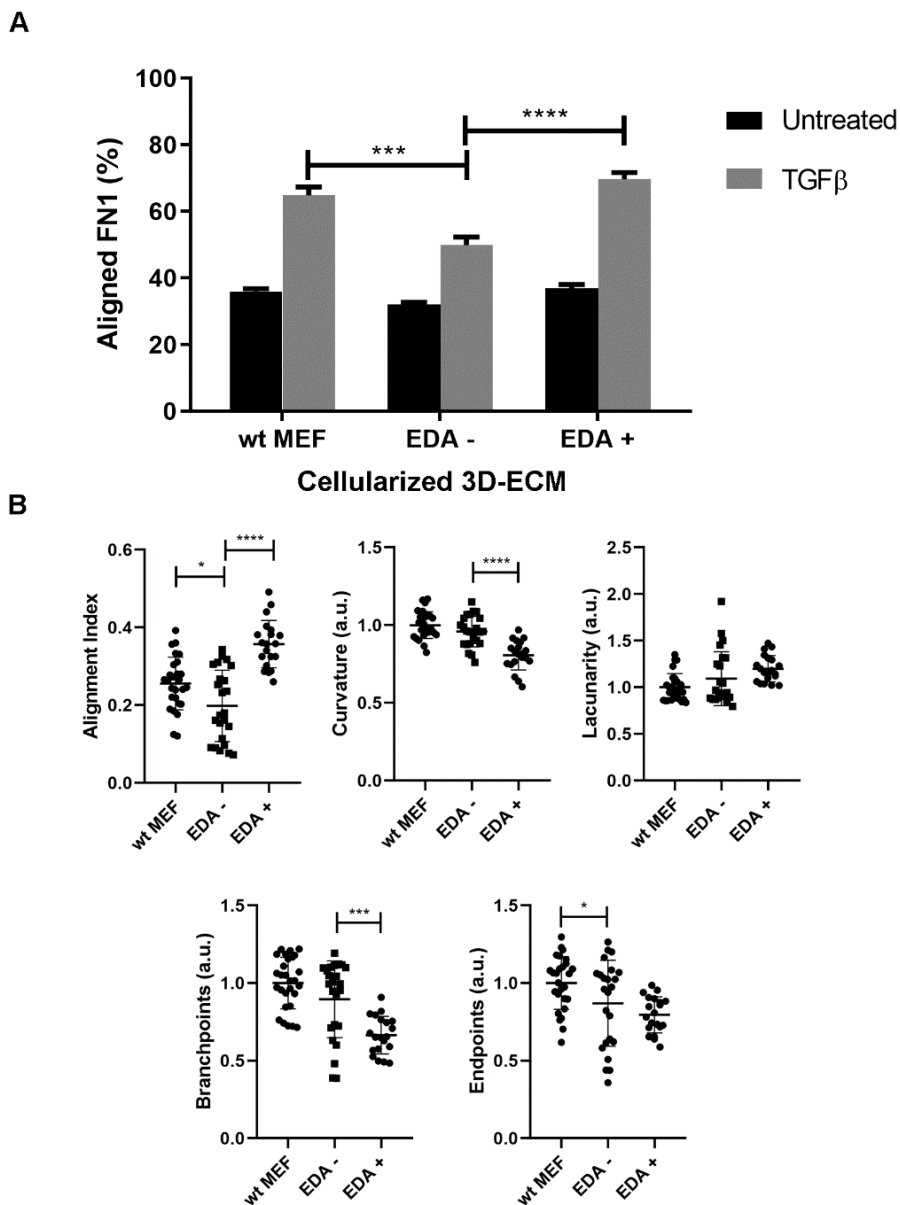 A
Aligned FN1 (%)
100
80
60
40
20
0
***
****
Untreated
TGFβ
wt MEF
EDA -
EDA +
Cellularized 3D-ECM
B
Alignment Index
0.6
0.4
0.2
0.0
*
****
wt MEF
EDA -
EDA +
Curvature (a.u.)
1.5
1.0
0.5
0.0
****
wt MEF
EDA -
EDA +
Lacunarity (a.u.)
2.5
2.0
1.5
1.0
0.5
0.0
wt MEF
EDA -
EDA +
Branchpoints (a.u.)
1.5
1.0
0.5
0.0
***
wt MEF
EDA -
EDA +
Endpoints (a.u.)
1.5
1.0
0.5
0.0
*
wt MEF
EDA -
EDA +